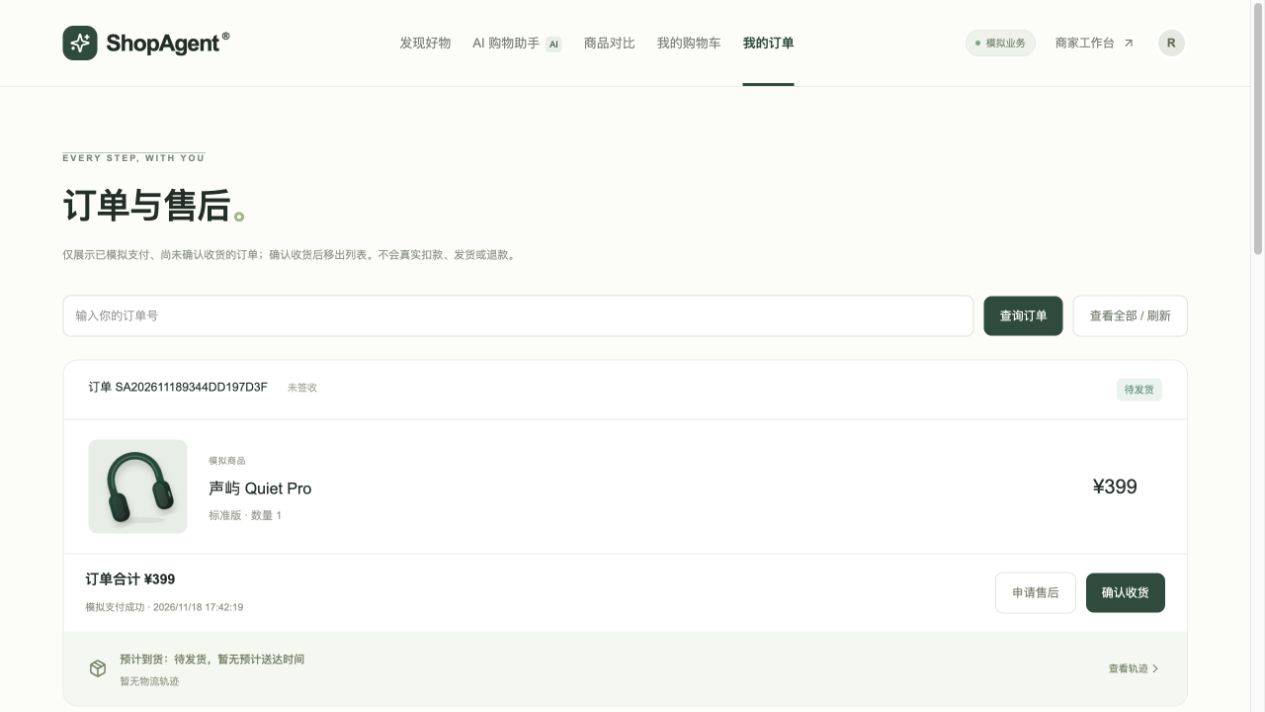 ShopAgent®
发现好物
AI 购物助手 AI
商品对比
我的购物车
我的订单
模拟业务
商家工作台
R
EVERY STEP, WITH YOU
订单与售后。
仅展示已模拟支付、尚未确认收货的订单；确认收货后移出列表。不会真实扣款、发货或退款。
输入你的订单号
查询订单
查看全部 / 刷新
订单 SA202611189344DD197D3F
未签收
待发货
模拟商品
声屿 Quiet Pro
标准版 · 数量 1
¥399
订单合计 ¥399
模拟支付成功 · 2026/11/18 17:42:19
申请售后
确认收货
预计到货：待发货，暂无预计送达时间
暂无物流轨迹
查看轨迹